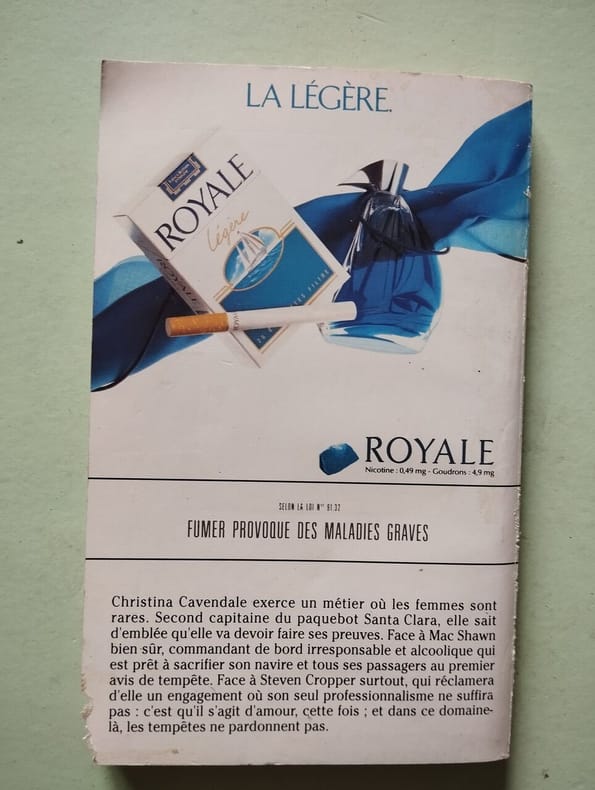 LA LÉGÈRE.
ROYALE
Légère
ROYALE
ROYALE
Nicotine : 0,49 mg - Goudrons : 4,9 mg
SELON LA LOI N° 91.32
FUMER PROVOQUE DES MALADIES GRAVES
Christina Cavendale exerce un métier où les femmes sont
rares. Second capitaine du paquebot Santa Clara, elle sait
d'emblée qu'elle va devoir faire ses preuves. Face à Mac Shawn
bien sûr, commandant de bord irresponsable et alcoolique qui
est prêt à sacrifier son navire et tous ses passagers au premier
avis de tempête. Face à Steven Cropper surtout, qui réclamera
d'elle un engagement où son seul professionnalisme ne suffira
pas : c'est qu'il s'agit d'amour, cette fois ; et dans ce domaine-
là, les tempêtes ne pardonnent pas.